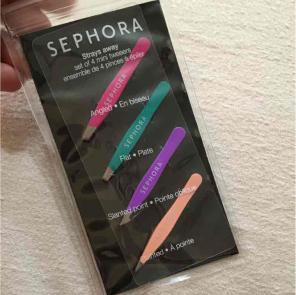 SEPHORA
Strays away
set of 4 mini tweezers
ensemble de 4 pinces à épiler
SEPHORA
Angled • En biseau
SEPHORA
Flat • Plate
SEPHORA
Slanted point • Pointe oblique
• À pointe